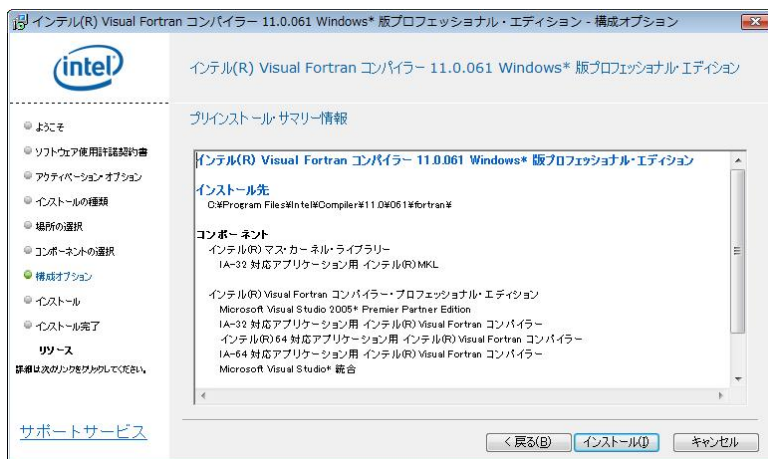 インテル(R) Visual Fortran コンパイラー 11.0.061 Windows* 版プロフェッショナル・エディション - 構成オプション
intel
インテル(R) Visual Fortran コンパイラー 11.0.061 Windows* 版プロフェッショナル・エディション
プリインストール・サマリー情報
ようこそ
ソフトウェア使用許諾契約書
アクティベーション・オプション
インストールの種類
場所の選択
コンポーネントの選択
構成オプション
インストール
インストール完了
リソース
詳細は次のリンクをクリックしてください。
サポートサービス
インテル(R) Visual Fortran コンパイラー 11.0.061 Windows* 版プロフェッショナル・エディション
インストール先
C:¥Program Files¥Intel¥Compiler¥11.0¥061¥fortran¥
コンポーネント
インテル(R) マス・カーネル・ライブラリー
IA-32 対応アプリケーション用 インテル(R) MKL
インテル(R) Visual Fortran コンパイラー・プロフェッショナル・エディション
Microsoft Visual Studio 2005* Premier Partner Edition
IA-32 対応アプリケーション用 インテル(R) Visual Fortran コンパイラー
インテル(R) 64 対応アプリケーション用 インテル(R) Visual Fortran コンパイラー
IA-64 対応アプリケーション用 インテル(R) Visual Fortran コンパイラー
Microsoft Visual Studio* 統合
< 戻る(B)
インストール(I)
キャンセル